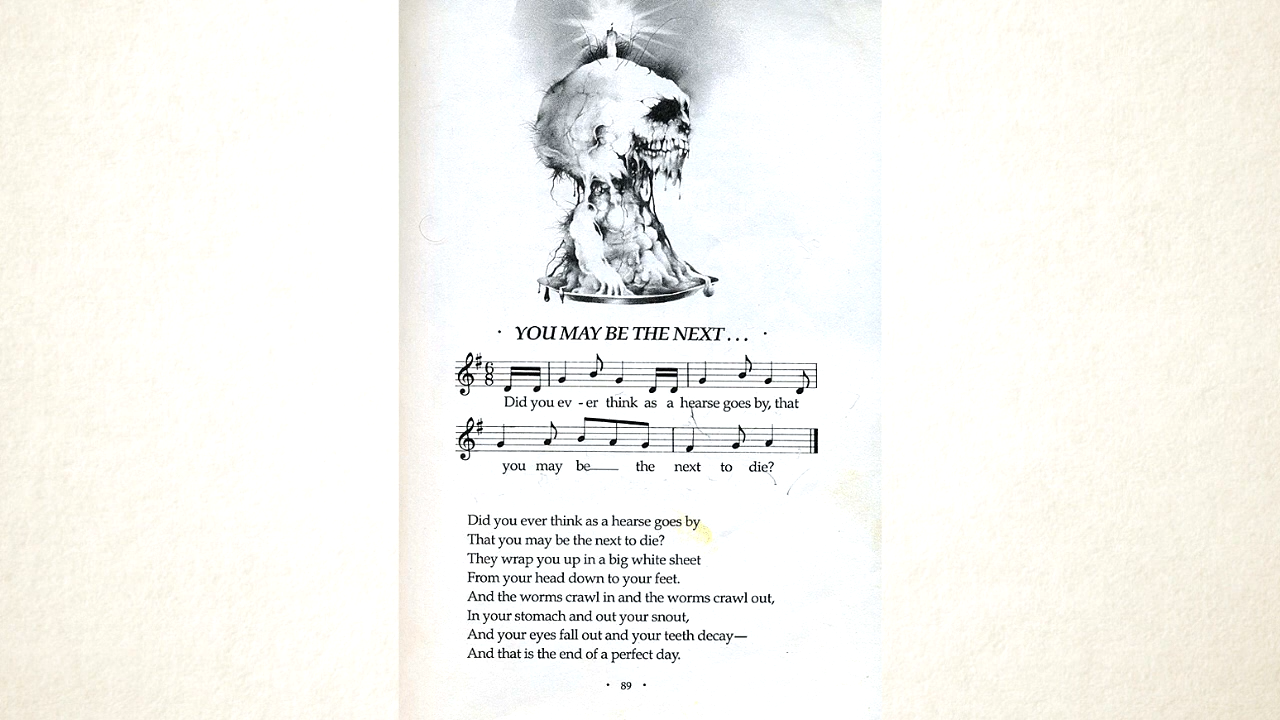 · YOU MAY BE THE NEXT . . . ·
6
8
Did you ev - er think as a hearse goes by, that
you may be___ the next to die?
Did you ever think as a hearse goes by
That you may be the next to die?
They wrap you up in a big white sheet
From your head down to your feet.
And the worms crawl in and the worms crawl out,
In your stomach and out your snout,
And your eyes fall out and your teeth decay—
And that is the end of a perfect day.
· 89 ·